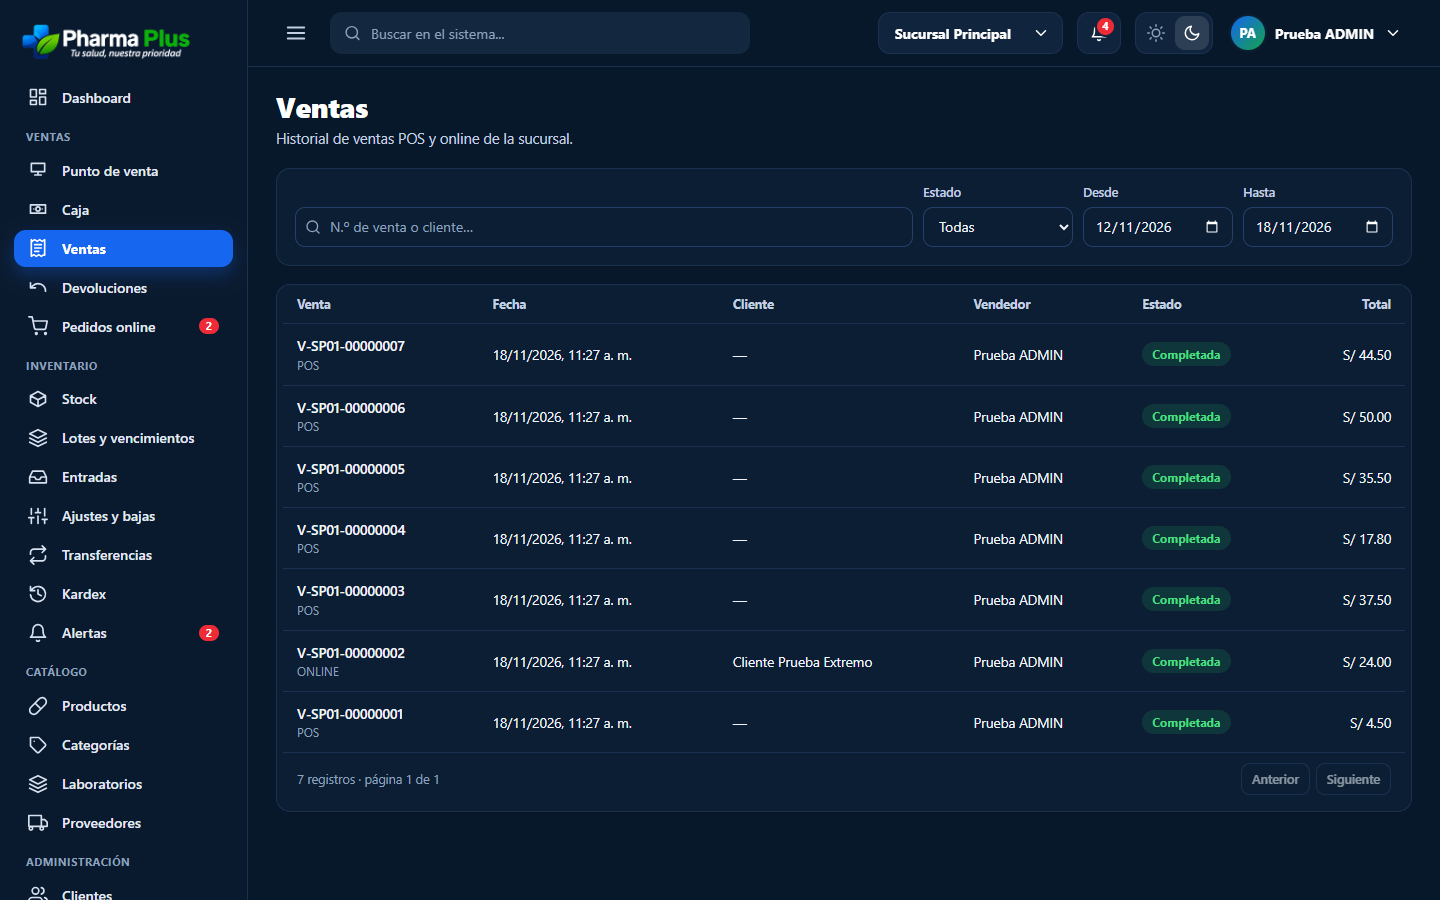 Pharma Plus
Tu salud, nuestra prioridad
Buscar en el sistema...
Sucursal Principal
4
PA
Prueba ADMIN
Dashboard
VENTAS
Punto de venta
Caja
Ventas
Devoluciones
Pedidos online
2
INVENTARIO
Stock
Lotes y vencimientos
Entradas
Ajustes y bajas
Transferencias
Kardex
Alertas
2
CATÁLOGO
Productos
Categorías
Laboratorios
Proveedores
ADMINISTRACIÓN
Clientes
Ventas
Historial de ventas POS y online de la sucursal.
N.º de venta o cliente...
Estado
Todas
Desde
12/11/2026
Hasta
18/11/2026
Venta Fecha Cliente Vendedor Estado Total
V-SP01-00000007 18/11/2026, 11:27 a. m. — Prueba ADMIN Completada S/ 44.50
POS
V-SP01-00000006 18/11/2026, 11:27 a. m. — Prueba ADMIN Completada S/ 50.00
POS
V-SP01-00000005 18/11/2026, 11:27 a. m. — Prueba ADMIN Completada S/ 35.50
POS
V-SP01-00000004 18/11/2026, 11:27 a. m. — Prueba ADMIN Completada S/ 17.80
POS
V-SP01-00000003 18/11/2026, 11:27 a. m. — Prueba ADMIN Completada S/ 37.50
POS
V-SP01-00000002 18/11/2026, 11:27 a. m. Cliente Prueba Extremo Prueba ADMIN Completada S/ 24.00
ONLINE
V-SP01-00000001 18/11/2026, 11:27 a. m. — Prueba ADMIN Completada S/ 4.50
POS
7 registros · página 1 de 1
Anterior
Siguiente